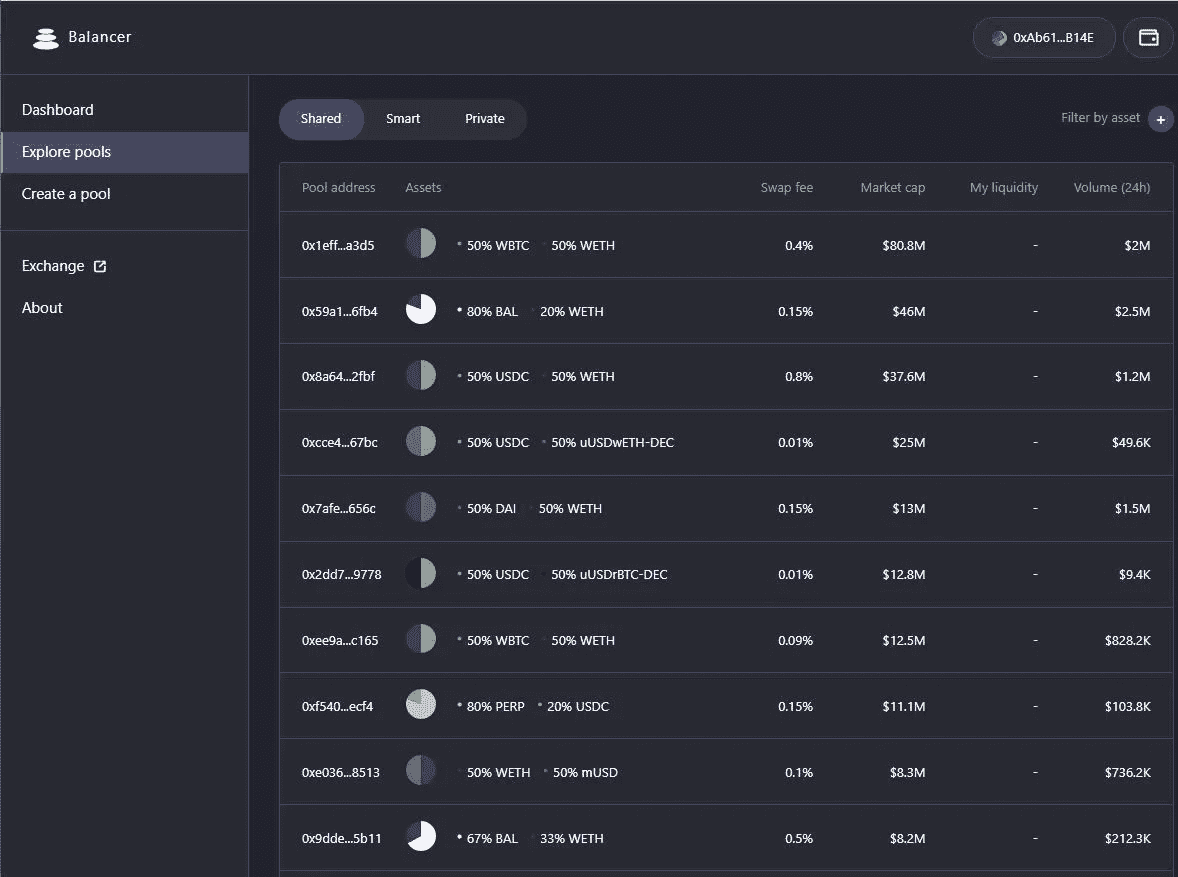 Balancer
0xAb61...B14E
Dashboard
Explore pools
Create a pool
Exchange
About
Shared Smart Private
Filter by asset +
Pool address Assets Swap fee Market cap My liquidity Volume (24h)
0x1eff...a3d5 50% WBTC 50% WETH 0.4% $80.8M - $2M
0x59a1...6fb4 80% BAL 20% WETH 0.15% $46M - $2.5M
0x8a64...2fbf 50% USDC 50% WETH 0.8% $37.6M - $1.2M
0xcce4...67bc 50% USDC 50% uUSDwETH-DEC 0.01% $25M - $49.6K
0x7afe...656c 50% DAI 50% WETH 0.15% $13M - $1.5M
0x2dd7...9778 50% USDC 50% uUSDrBTC-DEC 0.01% $12.8M - $9.4K
0xee9a...c165 50% WBTC 50% WETH 0.09% $12.5M - $828.2K
0xf540...ecf4 80% PERP 20% USDC 0.15% $11.1M - $103.8K
0xe036...8513 50% WETH 50% mUSD 0.1% $8.3M - $736.2K
0x9dde...5b11 67% BAL 33% WETH 0.5% $8.2M - $212.3K